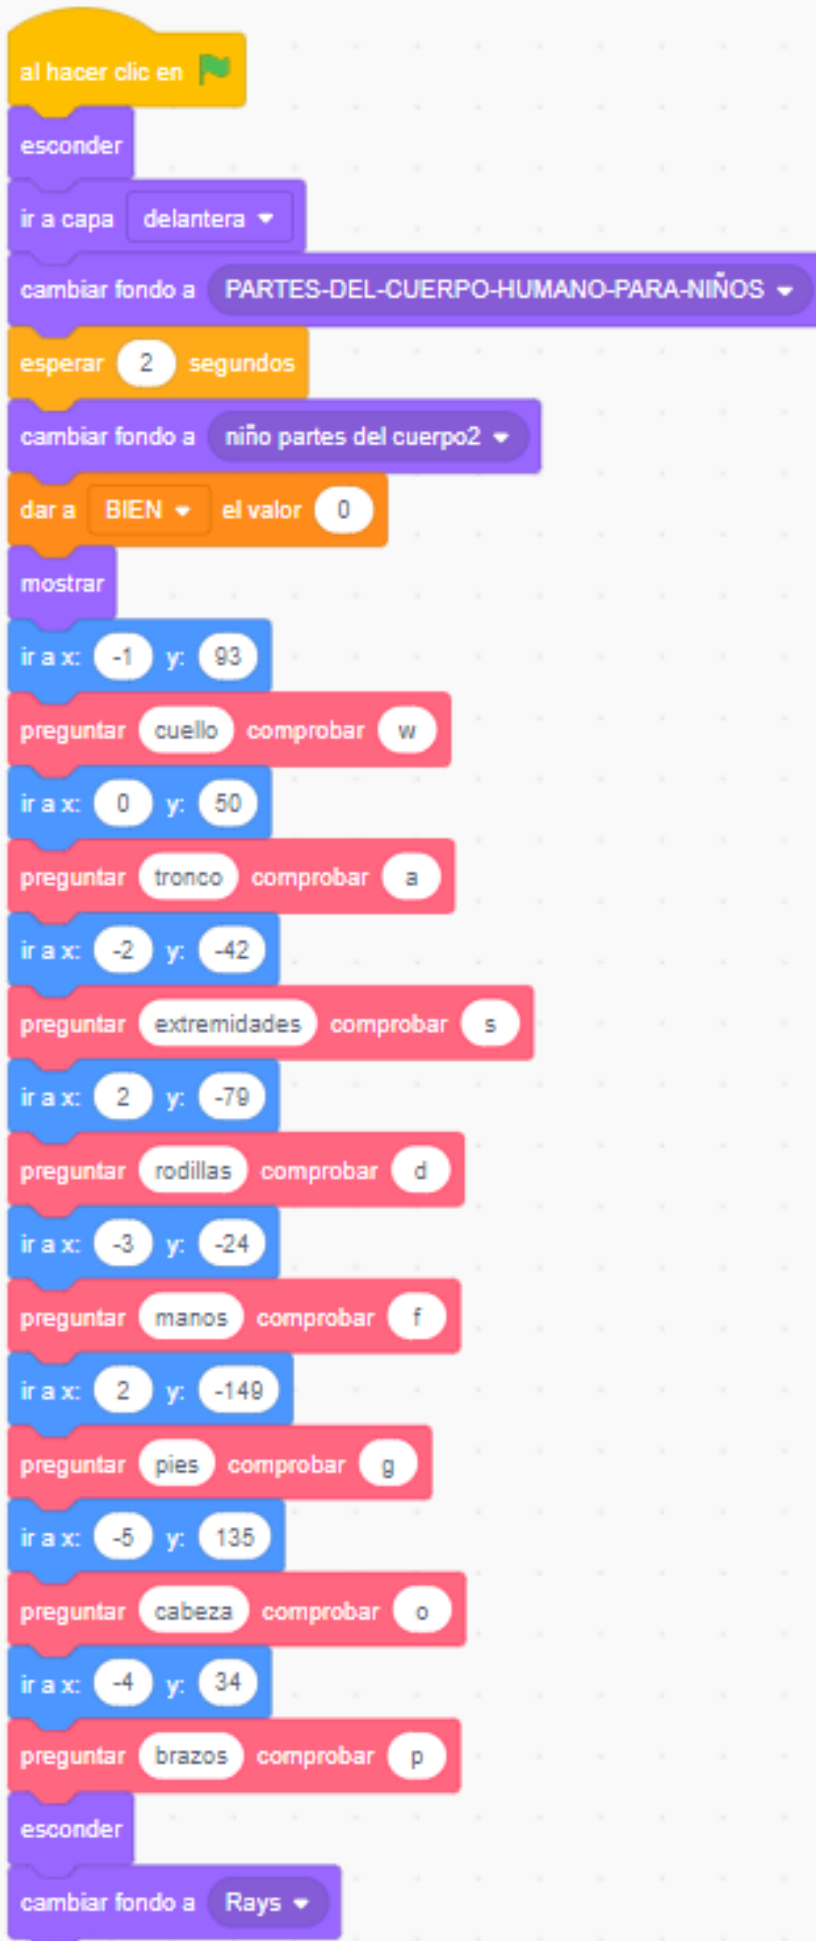 al hacer clic en
esconder
ir a capa delantera
cambiar fondo a PARTES-DEL-CUERPO-HUMANO-PARA-NIÑOS
esperar 2 segundos
cambiar fondo a niño partes del cuerpo2
dar a BIEN el valor 0
mostrar
ir a x: -1 y: 93
preguntar cuello comprobar w
ir a x: 0 y: 50
preguntar tronco comprobar a
ir a x: -2 y: -42
preguntar extremidades comprobar s
ir a x: 2 y: -79
preguntar rodillas comprobar d
ir a x: -3 y: -24
preguntar manos comprobar f
ir a x: 2 y: -149
preguntar pies comprobar g
ir a x: -5 y: 135
preguntar cabeza comprobar o
ir a x: -4 y: 34
preguntar brazos comprobar p
esconder
cambiar fondo a Rays